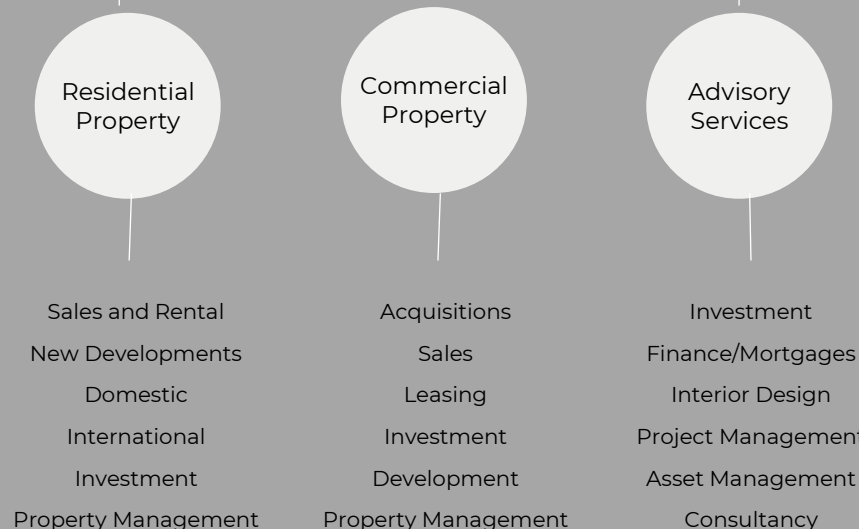 Residential
Property
Commercial
Property
Advisory
Services
Sales and Rental
New Developments
Domestic
International
Investment
Property Management
Acquisitions
Sales
Leasing
Investment
Development
Property Management
Investment
Finance/Mortgages
Interior Design
Project Management
Asset Management
Consultancy